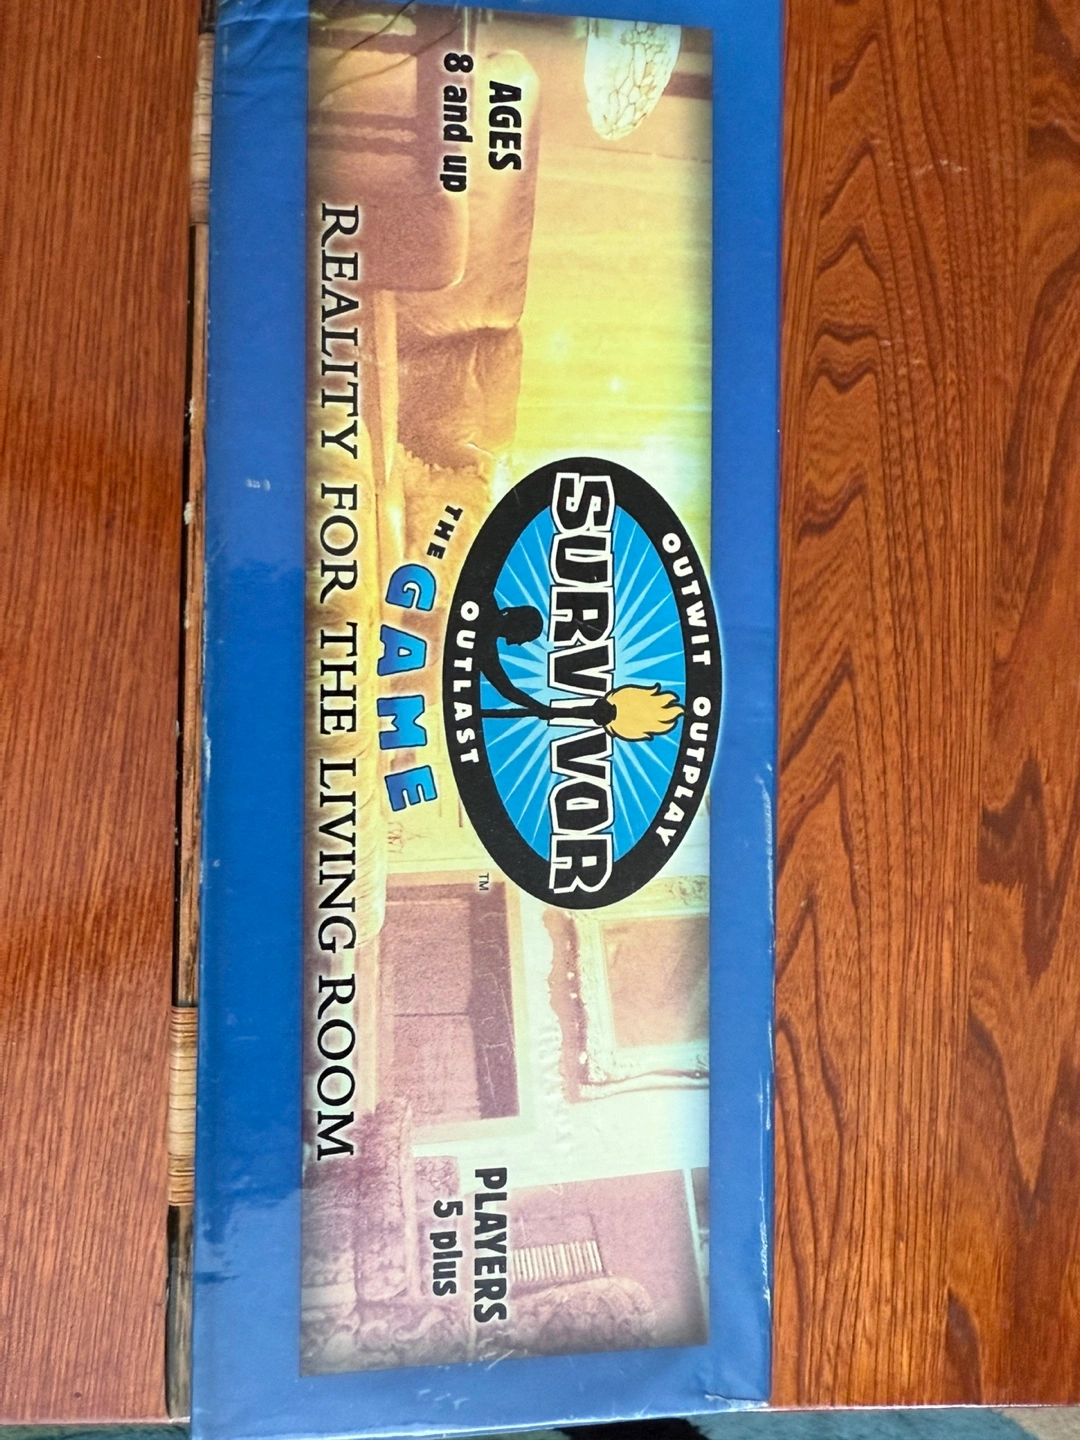 AGES
8 and up
OUTWIT OUTPLAY
SURVIVOR
OUTLAST
THE GAME
TM
REALITY FOR THE LIVING ROOM
PLAYERS
5 plus